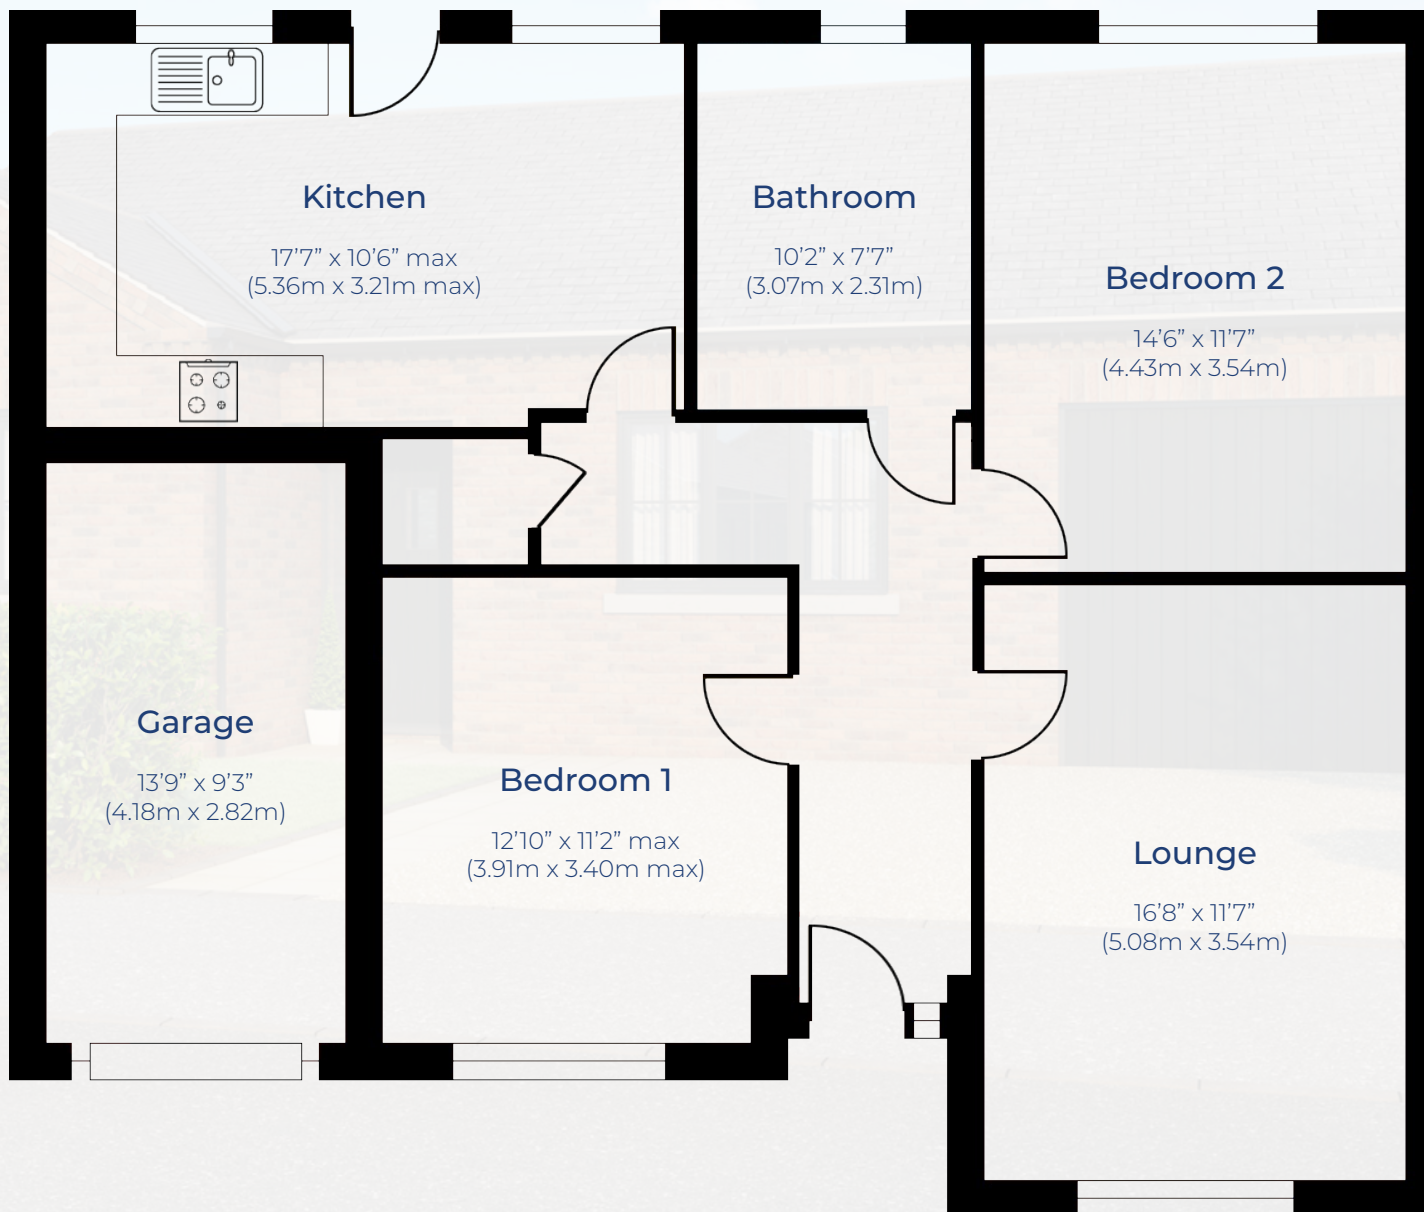 Kitchen
17’7” x 10’6” max
(5.36m x 3.21m max)
Bathroom
10’2” x 7’7”
(3.07m x 2.31m)
Bedroom 2
14’6” x 11’7”
(4.43m x 3.54m)
Garage
13’9” x 9’3”
(4.18m x 2.82m)
Bedroom 1
12’10” x 11’2” max
(3.91m x 3.40m max)
Lounge
16’8” x 11’7”
(5.08m x 3.54m)